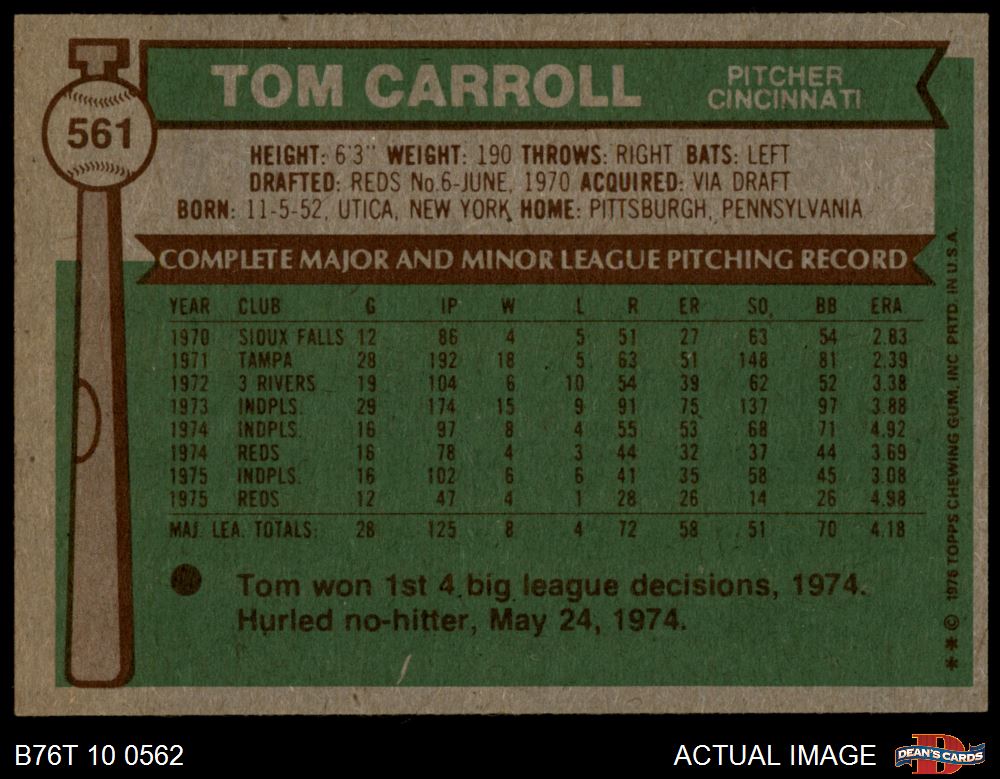 TOM CARROLL
PITCHER
CINCINNATI
561
HEIGHT: 6'3" WEIGHT: 190 THROWS: RIGHT BATS: LEFT
DRAFTED: REDS No.6-JUNE, 1970 ACQUIRED: VIA DRAFT
BORN: 11-5-52, UTICA, NEW YORK HOME: PITTSBURGH, PENNSYLVANIA
COMPLETE MAJOR AND MINOR LEAGUE PITCHING RECORD
YEAR CLUB G IP W L R ER SO BB ERA
1970 SIOUX FALLS 12 86 4 5 51 27 63 54 2.83
1971 TAMPA 28 192 18 5 63 51 148 81 2.39
1972 3 RIVERS 19 104 6 10 54 39 62 52 3.38
1973 INDPLS. 29 174 15 9 91 75 137 97 3.88
1974 INDPLS. 16 97 8 4 55 53 68 71 4.92
1974 REDS 16 78 4 3 44 32 37 44 3.69
1975 INDPLS. 16 102 6 6 41 35 58 45 3.08
1975 REDS 12 47 4 1 28 26 14 26 4.98
MAJ. LEA. TOTALS: 28 125 8 4 72 58 51 70 4.18
Tom won 1st 4 big league decisions, 1974.
Hurled no-hitter, May 24, 1974.
** © 1976 TOPPS CHEWING GUM, INC. PRTD. IN U.S.A.
B76T 10 0562
ACTUAL IMAGE
DEAN'S CARDS